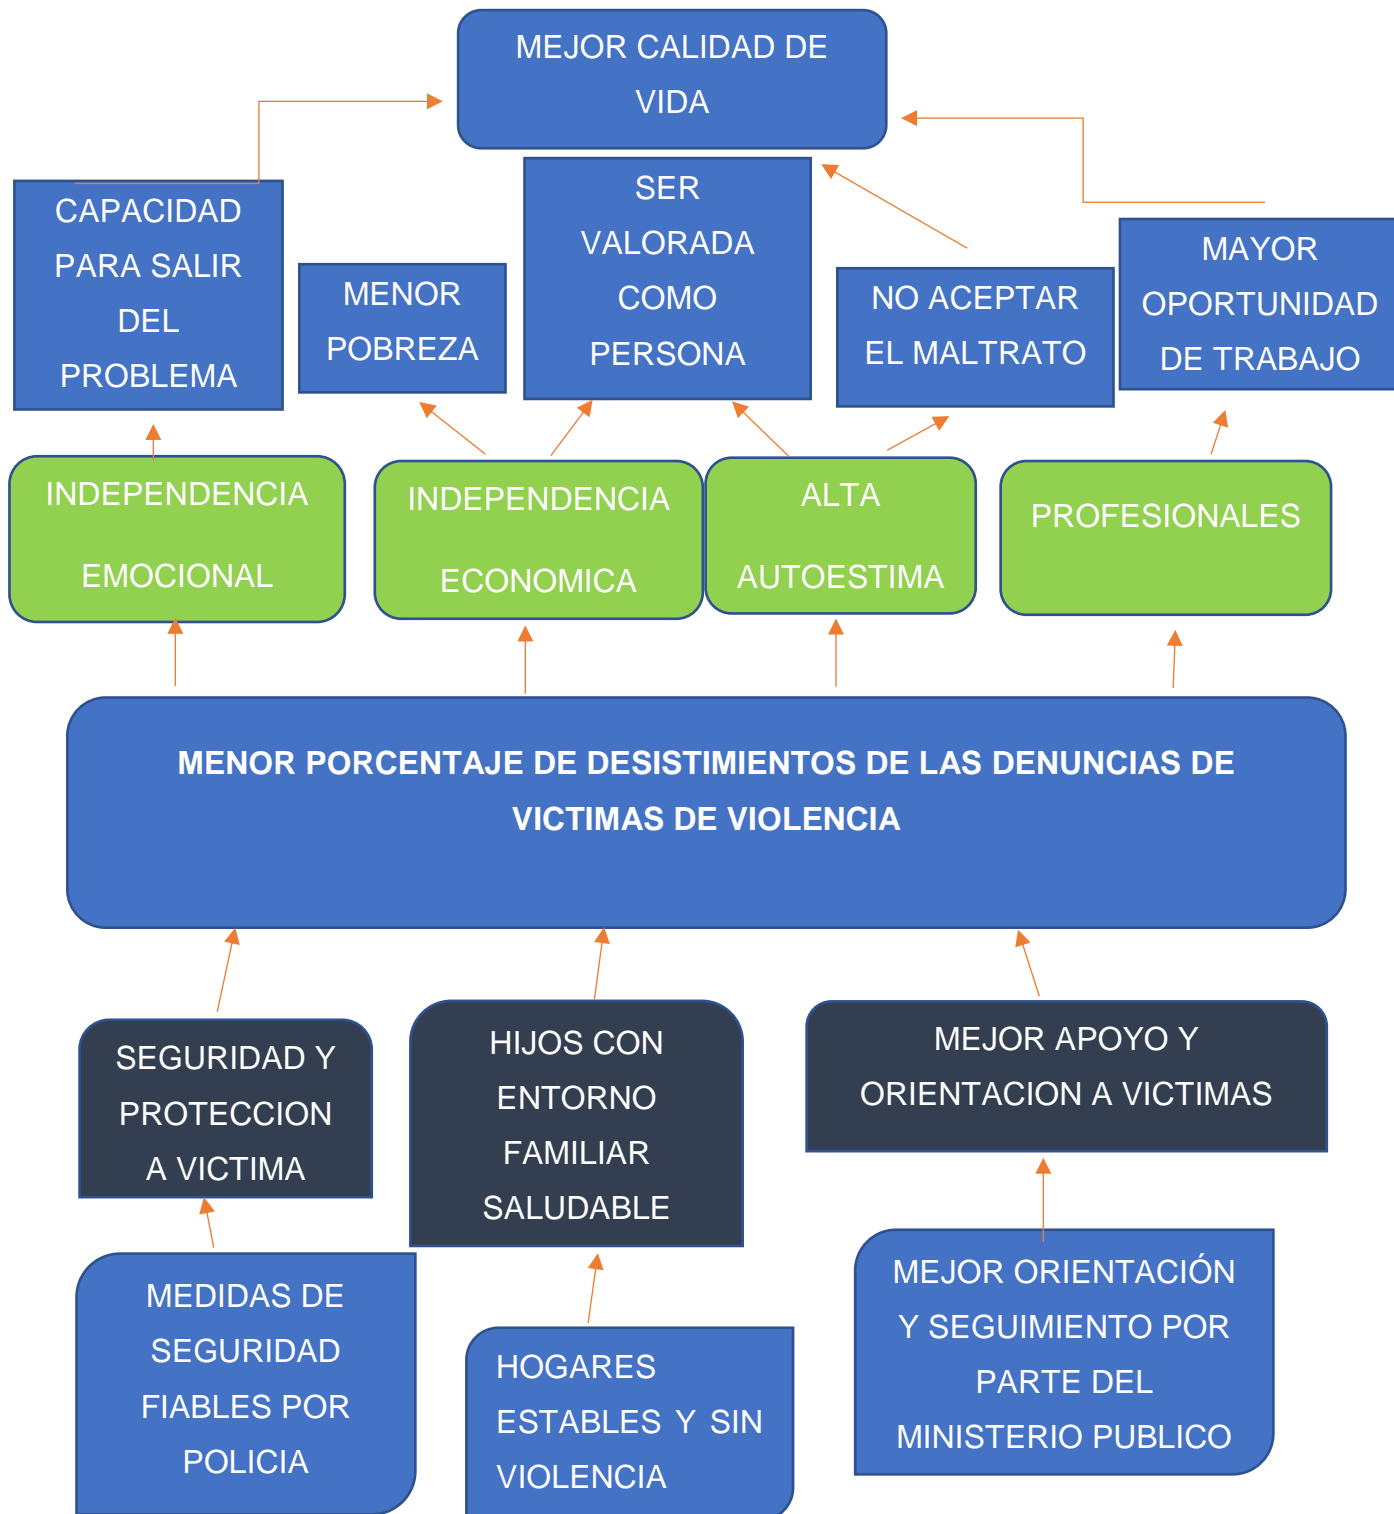 MEJOR CALIDAD DE
VIDA
CAPACIDAD
PARA SALIR
DEL
PROBLEMA
MENOR
POBREZA
SER
VALORADA
COMO
PERSONA
NO ACEPTAR
EL MALTRATO
MAYOR
OPORTUNIDAD
DE TRABAJO
INDEPENDENCIA
EMOCIONAL
INDEPENDENCIA
ECONOMICA
ALTA
AUTOESTIMA
PROFESIONALES
MENOR PORCENTAJE DE DESISTIMIENTOS DE LAS DENUNCIAS DE
VICTIMAS DE VIOLENCIA
SEGURIDAD Y
PROTECCION
A VICTIMA
HIJOS CON
ENTORNO
FAMILIAR
SALUDABLE
MEJOR APOYO Y
ORIENTACION A VICTIMAS
MEDIDAS DE
SEGURIDAD
FIABLES POR
POLICIA
HOGARES
ESTABLES Y SIN
VIOLENCIA
MEJOR ORIENTACIÓN
Y SEGUIMIENTO POR
PARTE DEL
MINISTERIO PUBLICO